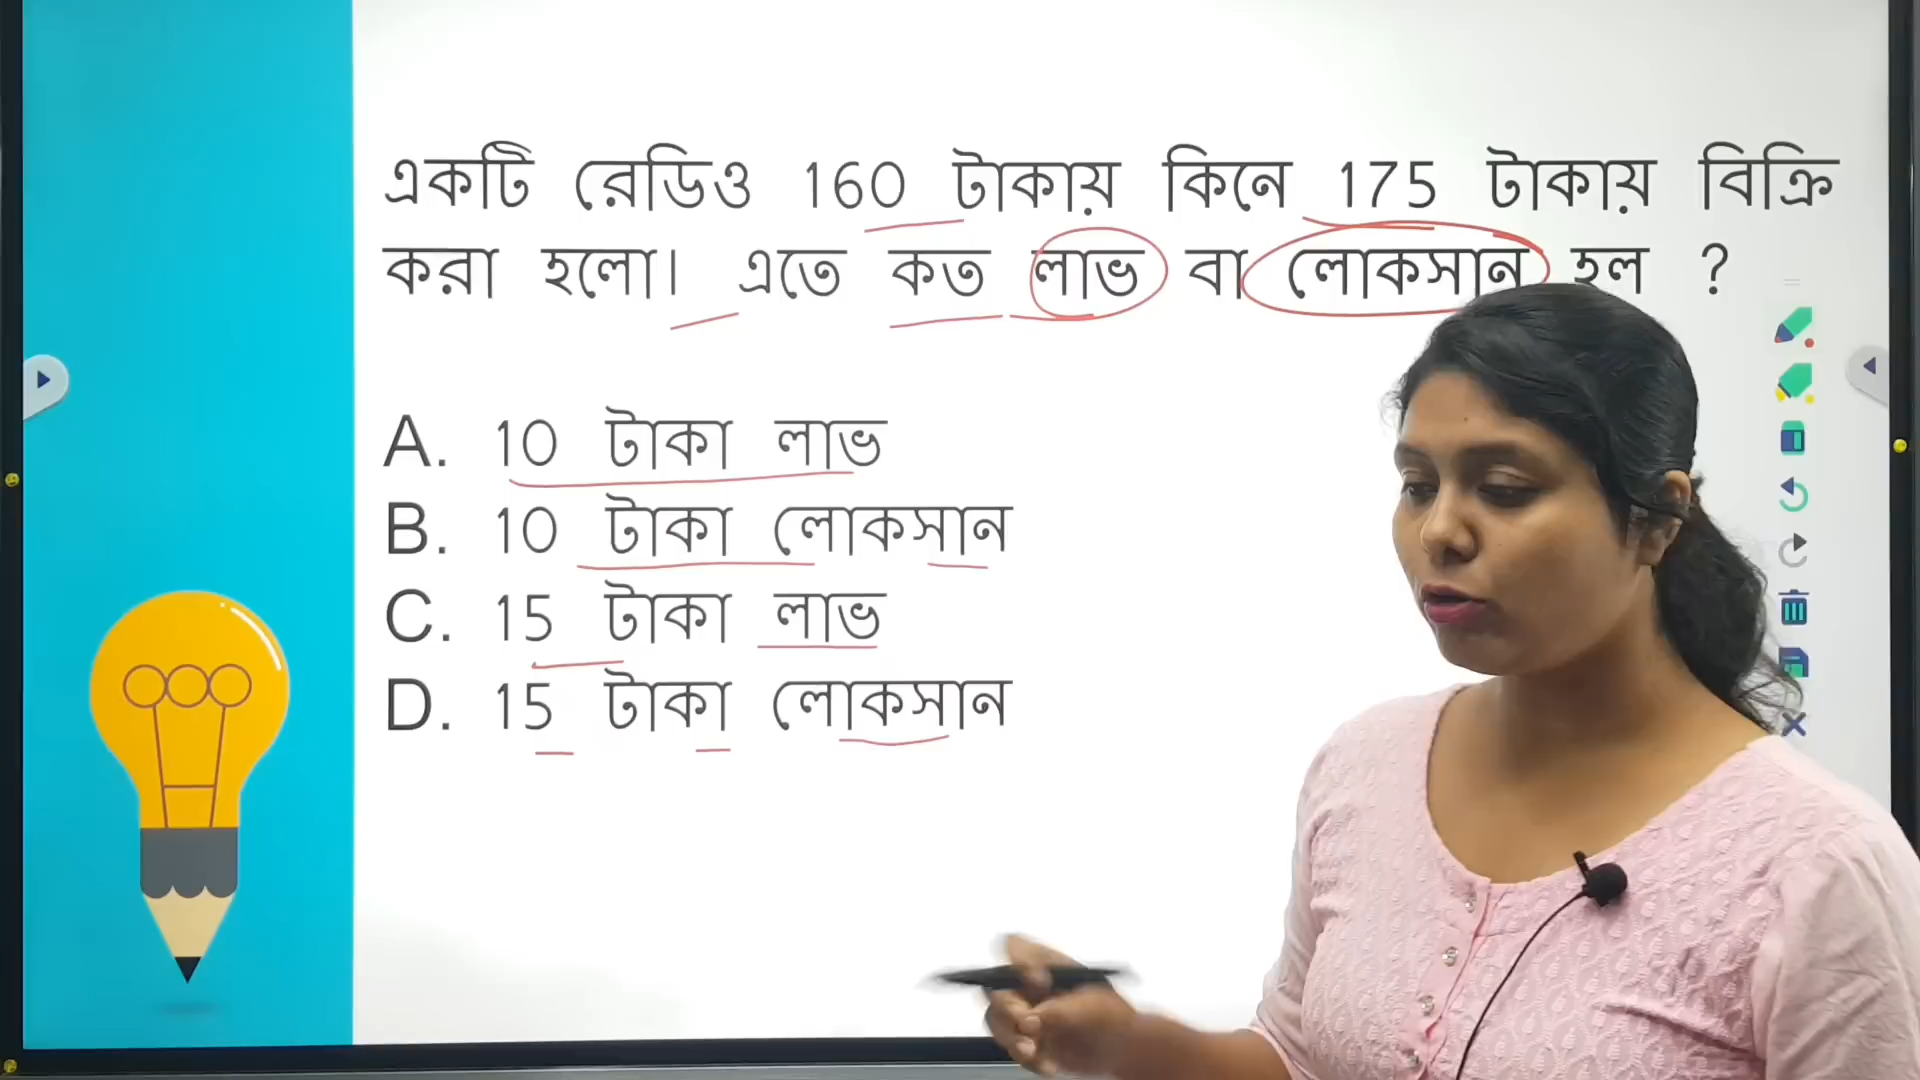 একটি রেডিও 160 টাকায় কিনে 175 টাকায় বিক্রি
করা হলো। এতে কত লাভ বা লোকসান হল ?
A. 10 টাকা লাভ
B. 10 টাকা লোকসান
C. 15 টাকা লাভ
D. 15 টাকা লোকসান